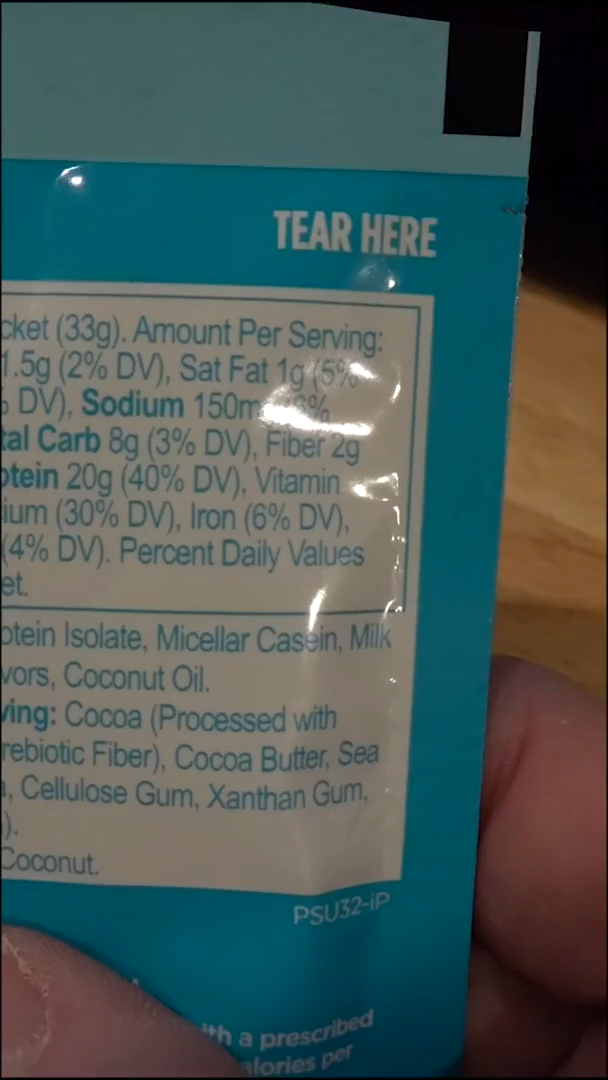 TEAR HERE
cket (33g). Amount Per Serving:
1.5g (2% DV), Sat Fat 1g (5%
DV), Sodium 150m
tal Carb 8g (3% DV), Fiber 2g
otein 20g (40% DV), Vitamin
ium (30% DV), Iron (6% DV),
(4% DV). Percent Daily Values
et.
otein Isolate, Micellar Casein, Milk
vors, Coconut Oil.
ving: Cocoa (Processed with
rebiotic Fiber), Cocoa Butter, Sea
, Cellulose Gum, Xanthan Gum,
).
Coconut.
PSU32-iP
ith a prescribed
alories per